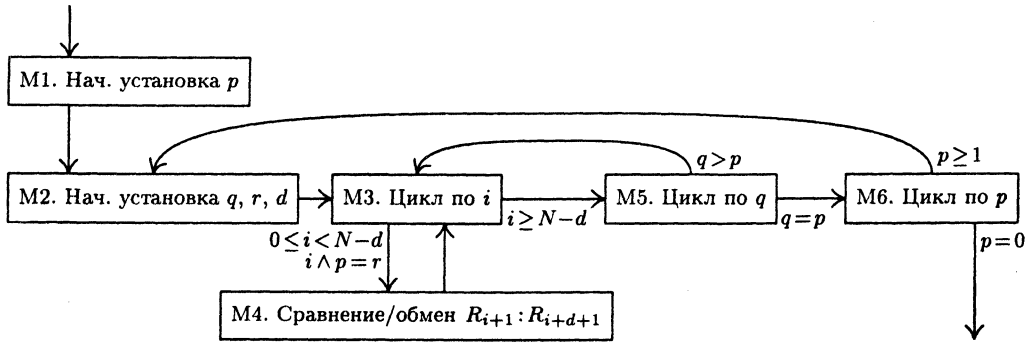 M1. Нач. установка p
q>p
p≥1
M2. Нач. установка q, r, d
M3. Цикл по i
i≥N−d
M5. Цикл по q
q=p
M6. Цикл по p
0≤i<N−d
i∧p=r
p=0
M4. Сравнение/обмен R_{i+1}:R_{i+d+1}